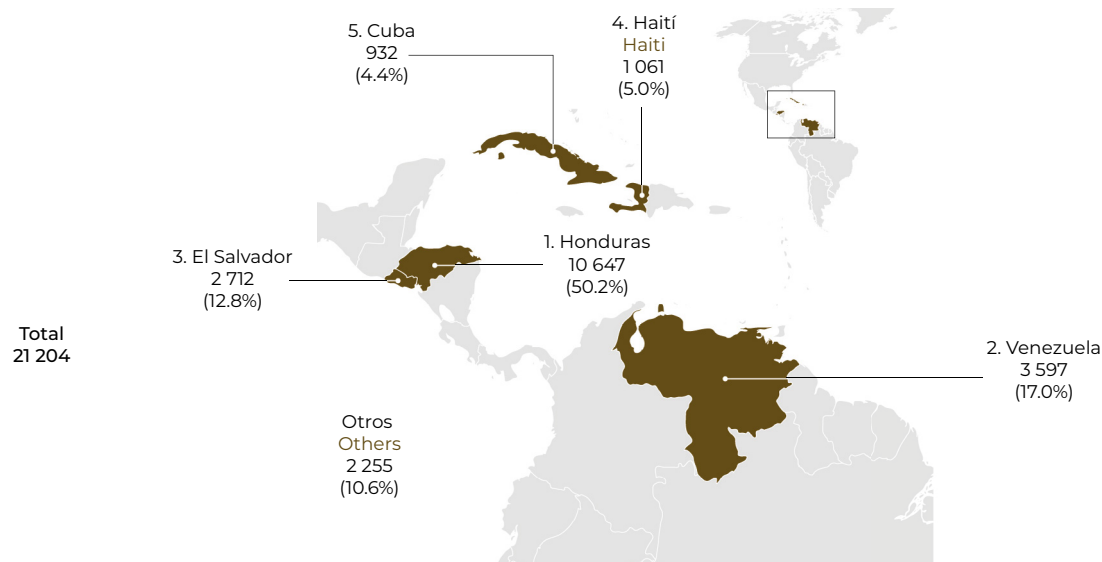 5. Cuba
932
(4.4%)
4. Haití
Haiti
1 061
(5.0%)
3. El Salvador
2 712
(12.8%)
1. Honduras
10 647
(50.2%)
Total
21 204
2. Venezuela
3 597
(17.0%)
Otros
Others
2 255
(10.6%)